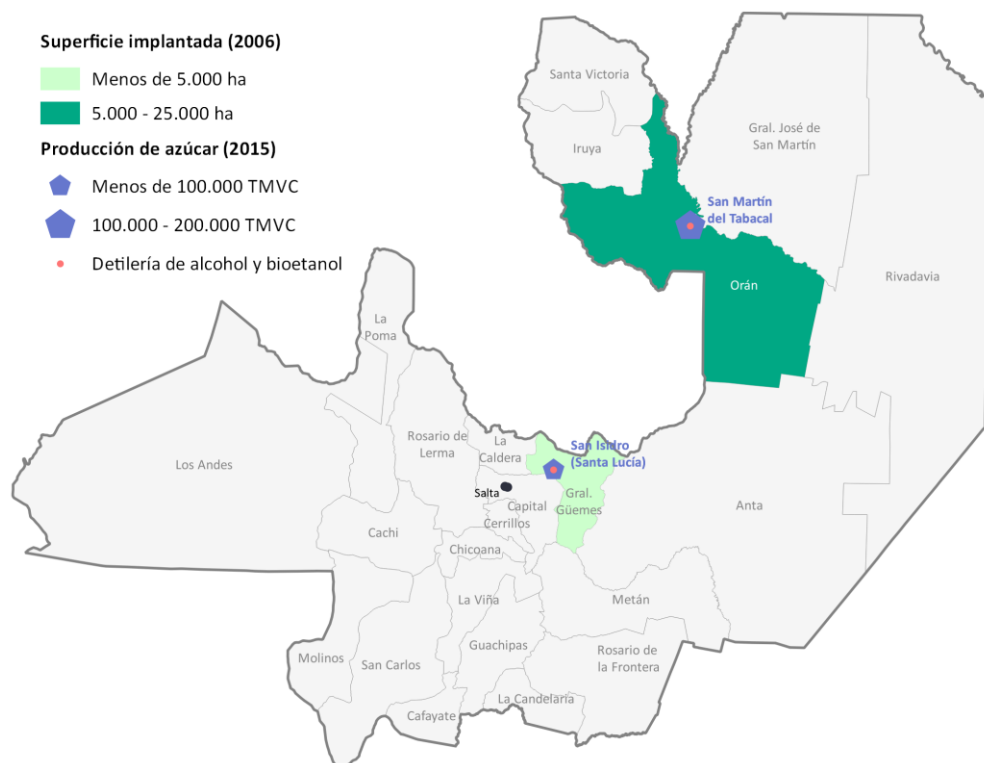 Superficie implantada (2006)
Menos de 5.000 ha
5.000 - 25.000 ha
Producción de azúcar (2015)
Menos de 100.000 TMVC
100.000 - 200.000 TMVC
Detilería de alcohol y bioetanol
Santa Victoria
Iruya
Gral. José de
San Martín
San Martín
del Tabacal
Orán
Rivadavia
La
Poma
Los Andes
Rosario de
Lerma
La
Caldera
San Isidro
(Santa Lucía)
Salta
Gral.
Güemes
Capital
Cerrillos
Anta
Cachi
Chicoana
La Viña
Metán
Guachipas
Molinos
San Carlos
Rosario de
la Frontera
La Candelaria
Cafayate